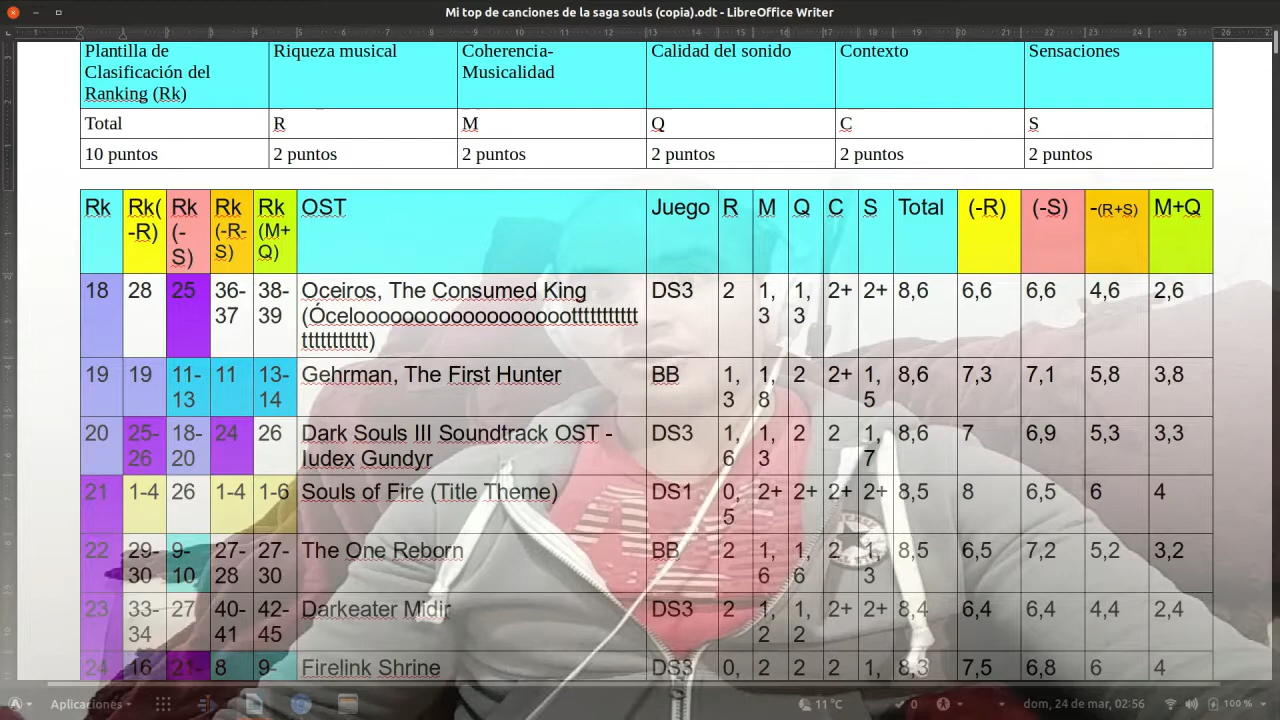 Mi top de canciones de la saga souls (copia).odt - LibreOffice Writer
Plantilla de Clasificación del Ranking (Rk) Riqueza musical Coherencia-Musicalidad Calidad del sonido Contexto Sensaciones
Total R M Q C S
10 puntos 2 puntos 2 puntos 2 puntos 2 puntos 2 puntos
Rk Rk(-R) Rk (-S) Rk (-R-S) Rk (M+Q) OST Juego R M Q C S Total (-R) (-S) -(R+S) M+Q
18 28 25 36-37 38-39 Oceiros, The Consumed King (Óceloooooooooooooooooottttttttttttttttttttttt) DS3 2 1,3 1,3 2+ 2+ 8,6 6,6 6,6 4,6 2,6
19 19 11-13 11 13-14 Gehrman, The First Hunter BB 1,3 1,8 2 2+ 1,5 8,6 7,3 7,1 5,8 3,8
20 25-26 18-20 24 26 Dark Souls III Soundtrack OST - Iudex Gundyr DS3 1,6 1,3 2 2 1,7 8,6 7 6,9 5,3 3,3
21 1-4 26 1-4 1-6 Souls of Fire (Title Theme) DS1 0,5 2+ 2+ 2+ 2+ 8,5 8 6,5 6 4
22 29-30 9-10 27-28 27-30 The One Reborn BB 2 1,6 1,6 2 1,3 8,5 6,5 7,2 5,2 3,2
23 33-34 27 40-41 42-45 Darkeater Midir DS3 2 1,2 1,2 2+ 2+ 8,4 6,4 6,4 4,4 2,4
24 16 21- 8 9- Firelink Shrine DS3 0, 2 2 2 1, 8,3 7,5 6,8 6 4
Aplicaciones 11 °C 0 dom, 24 de mar, 02:56 100 %